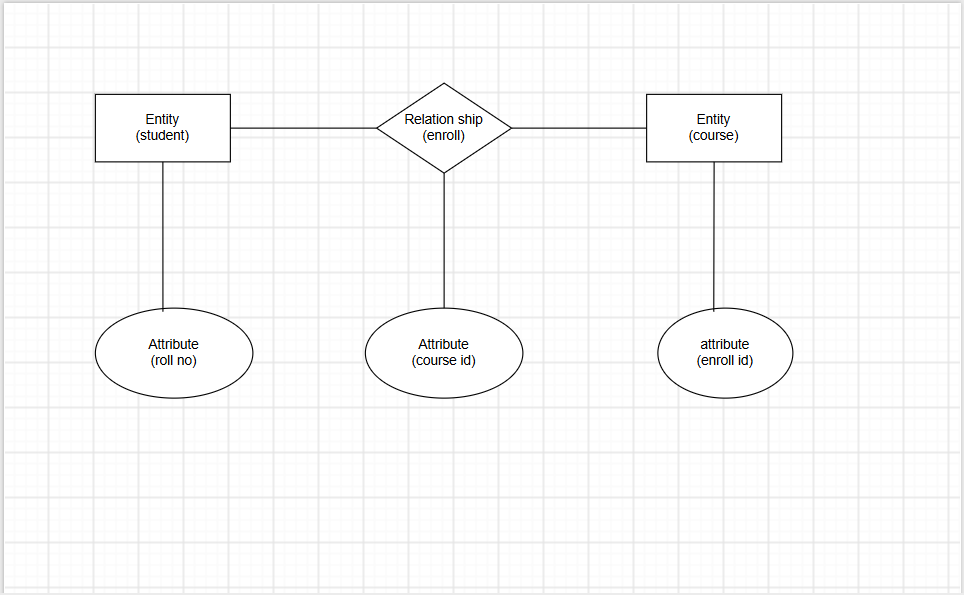 Entity
(student)
Relation ship
(enroll)
Entity
(course)
Attribute
(roll no)
Attribute
(course id)
attribute
(enroll id)